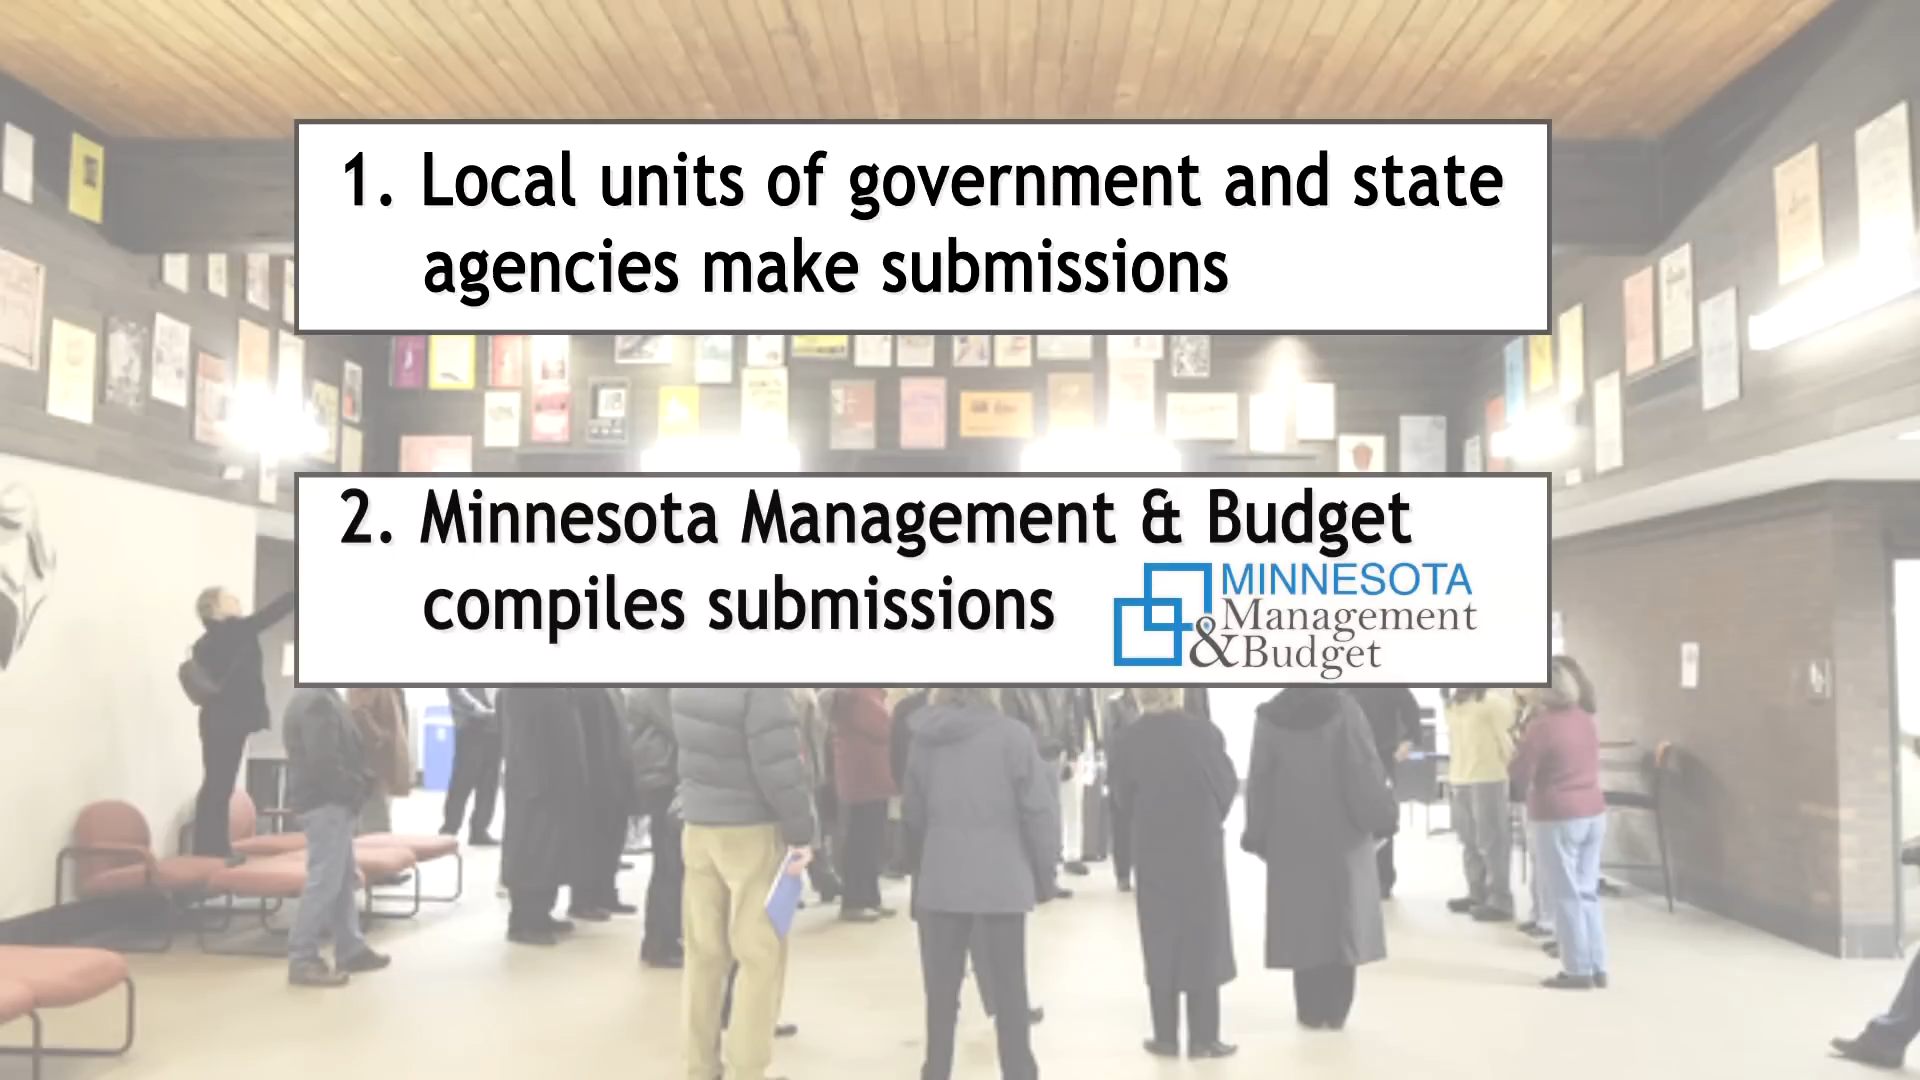 1. Local units of government and state
agencies make submissions
2. Minnesota Management & Budget
compiles submissions
MINNESOTA
Management
& Budget